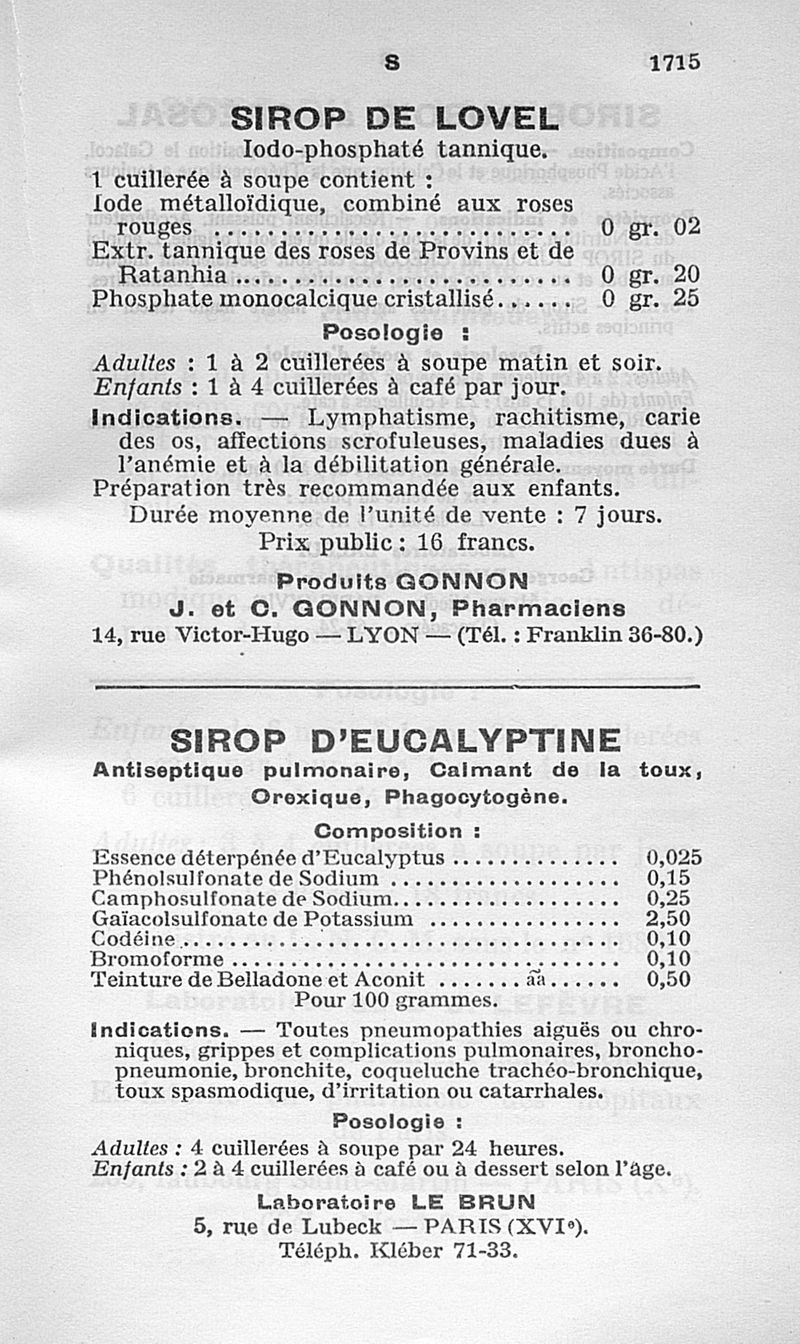 S 1715
SIROP DE LOVEL
Iodo-phosphaté tannique.
1 cuillerée à soupe contient :
Iode métalloïdique, combiné aux roses
rouges ........................... 0 gr. 02
Extr. tannique des roses de Provins et de
Ratanhia .......................... 0 gr. 20
Phosphate monocalcique cristallisé...... 0 gr. 25
Posologie :
Adultes : 1 à 2 cuillerées à soupe matin et soir.
Enfants : 1 à 4 cuillerées à café par jour.
Indications. — Lymphatisme, rachitisme, carie
des os, affections scrofuleuses, maladies dues à
l'anémie et à la débilitation générale.
Préparation très recommandée aux enfants.
Durée moyenne de l'unité de vente : 7 jours.
Prix public : 16 francs.
Produits GONNON
J. et C. GONNON, Pharmaciens
14, rue Victor-Hugo — LYON — (Tél. : Franklin 36-80.)
SIROP D'EUCALYPTINE
Antiseptique pulmonaire, Calmant de la toux,
Orexique, Phagocytogène.
Composition :
Essence déterpénée d'Eucalyptus .............. 0,025
Phénolsulfonate de Sodium ................... 0,15
Camphosulfonate de Sodium................... 0,25
Gaïacolsulfonate de Potassium ................ 2,50
Codéine..................................... 0,10
Bromoforme ................................ 0,10
Teinture de Belladone et Aconit ....... ãa...... 0,50
Pour 100 grammes.
Indications. — Toutes pneumopathies aiguës ou chro-
niques, grippes et complications pulmonaires, broncho-
pneumonie, bronchite, coqueluche trachéo-bronchique,
toux spasmodique, d'irritation ou catarrhales.
Posologie :
Adultes : 4 cuillerées à soupe par 24 heures.
Enfants : 2 à 4 cuillerées à café ou à dessert selon l'âge.
Laboratoire LE BRUN
5, rue de Lubeck — PARIS (XVIe).
Téléph. Kléber 71-33.